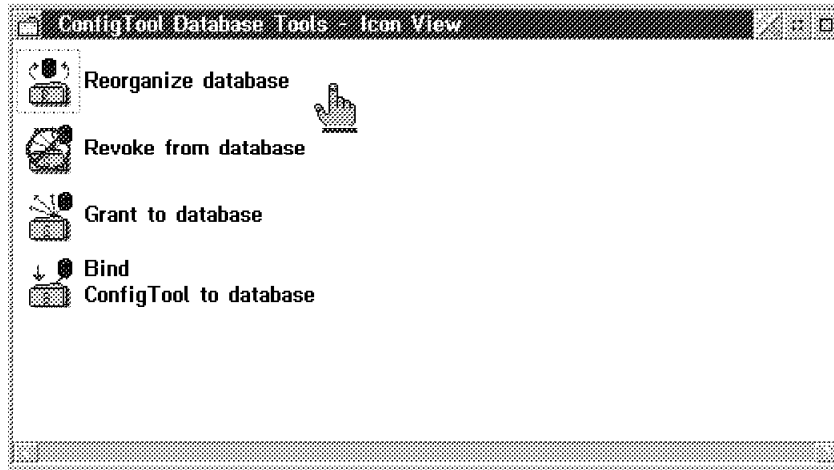 ConfigTool Database Tools - Icon View
Reorganize database
Revoke from database
Grant to database
Bind
ConfigTool to database